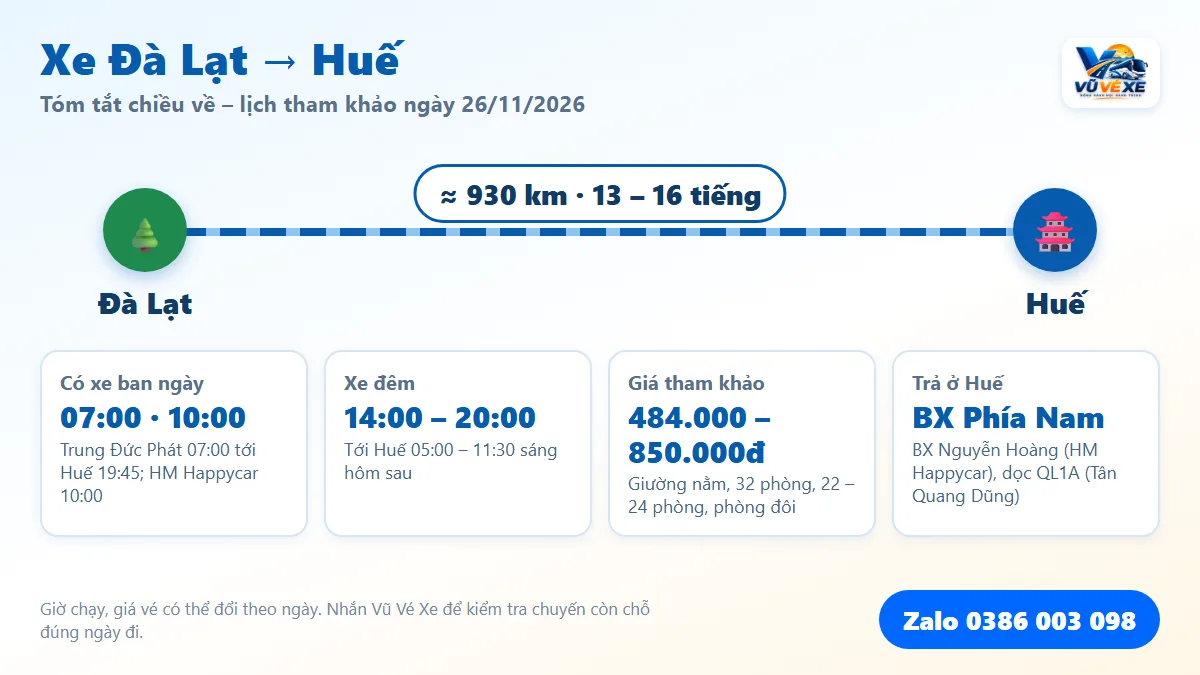 Xe Đà Lạt → Huế
Tóm tắt chiều về – lịch tham khảo ngày 26/11/2026
VŨ VÉ XE
≈ 930 km · 13 – 16 tiếng
Đà Lạt
Huế
Có xe ban ngày
07:00 · 10:00
Trung Đức Phát 07:00 tới
Huế 19:45; HM Happycar
10:00
Xe đêm
14:00 – 20:00
Tới Huế 05:00 – 11:30 sáng
hôm sau
Giá tham khảo
484.000 –
850.000đ
Giường nằm, 32 phòng, 22 –
24 phòng, phòng đôi
Trả ở Huế
BX Phía Nam
BX Nguyễn Hoàng (HM
Happycar), dọc QL1A (Tân
Quang Dũng)
Giờ chạy, giá vé có thể đổi theo ngày. Nhắn Vũ Vé Xe để kiểm tra chuyến còn chỗ
đúng ngày đi.
Zalo 0386 003 098